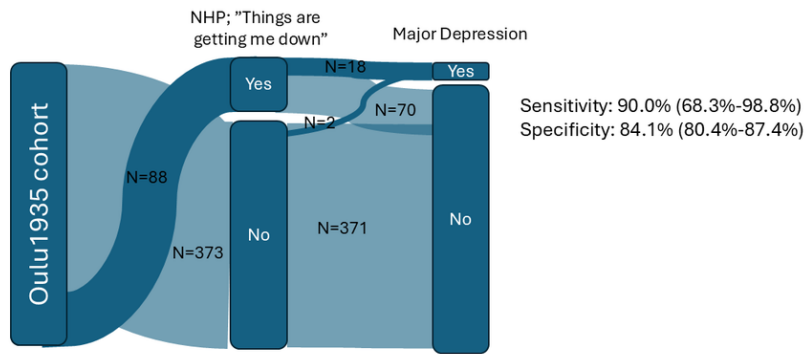 NHP; ”Things are
getting me down”
Major Depression
Oulu1935 cohort
Yes
N=18
Yes
N=2
N=70
N=88
N=373
No
N=371
No
Sensitivity: 90.0% (68.3%-98.8%)
Specificity: 84.1% (80.4%-87.4%)